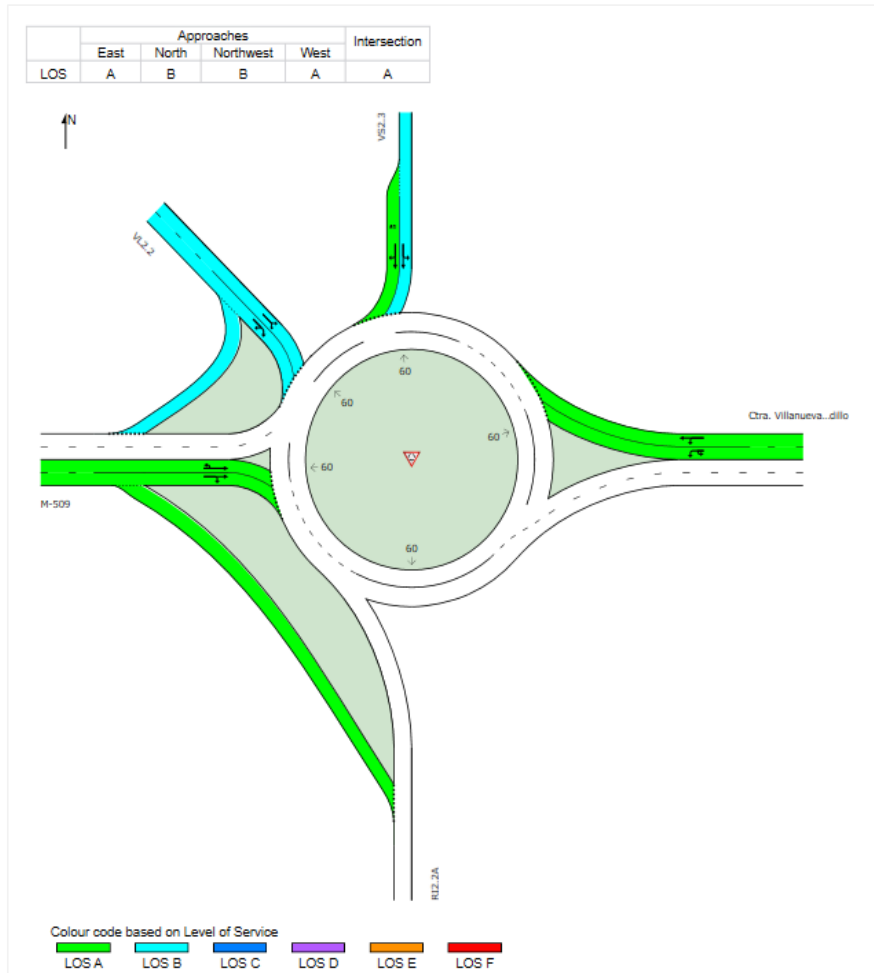 Approaches Intersection
East North Northwest West
LOS A B B A A
N
VS2.3
VL2.2
60
60
60
60
60
Ctra. Villanueva...dillo
M-509
RI2.2A
Colour code based on Level of Service
LOS A LOS B LOS C LOS D LOS E LOS F